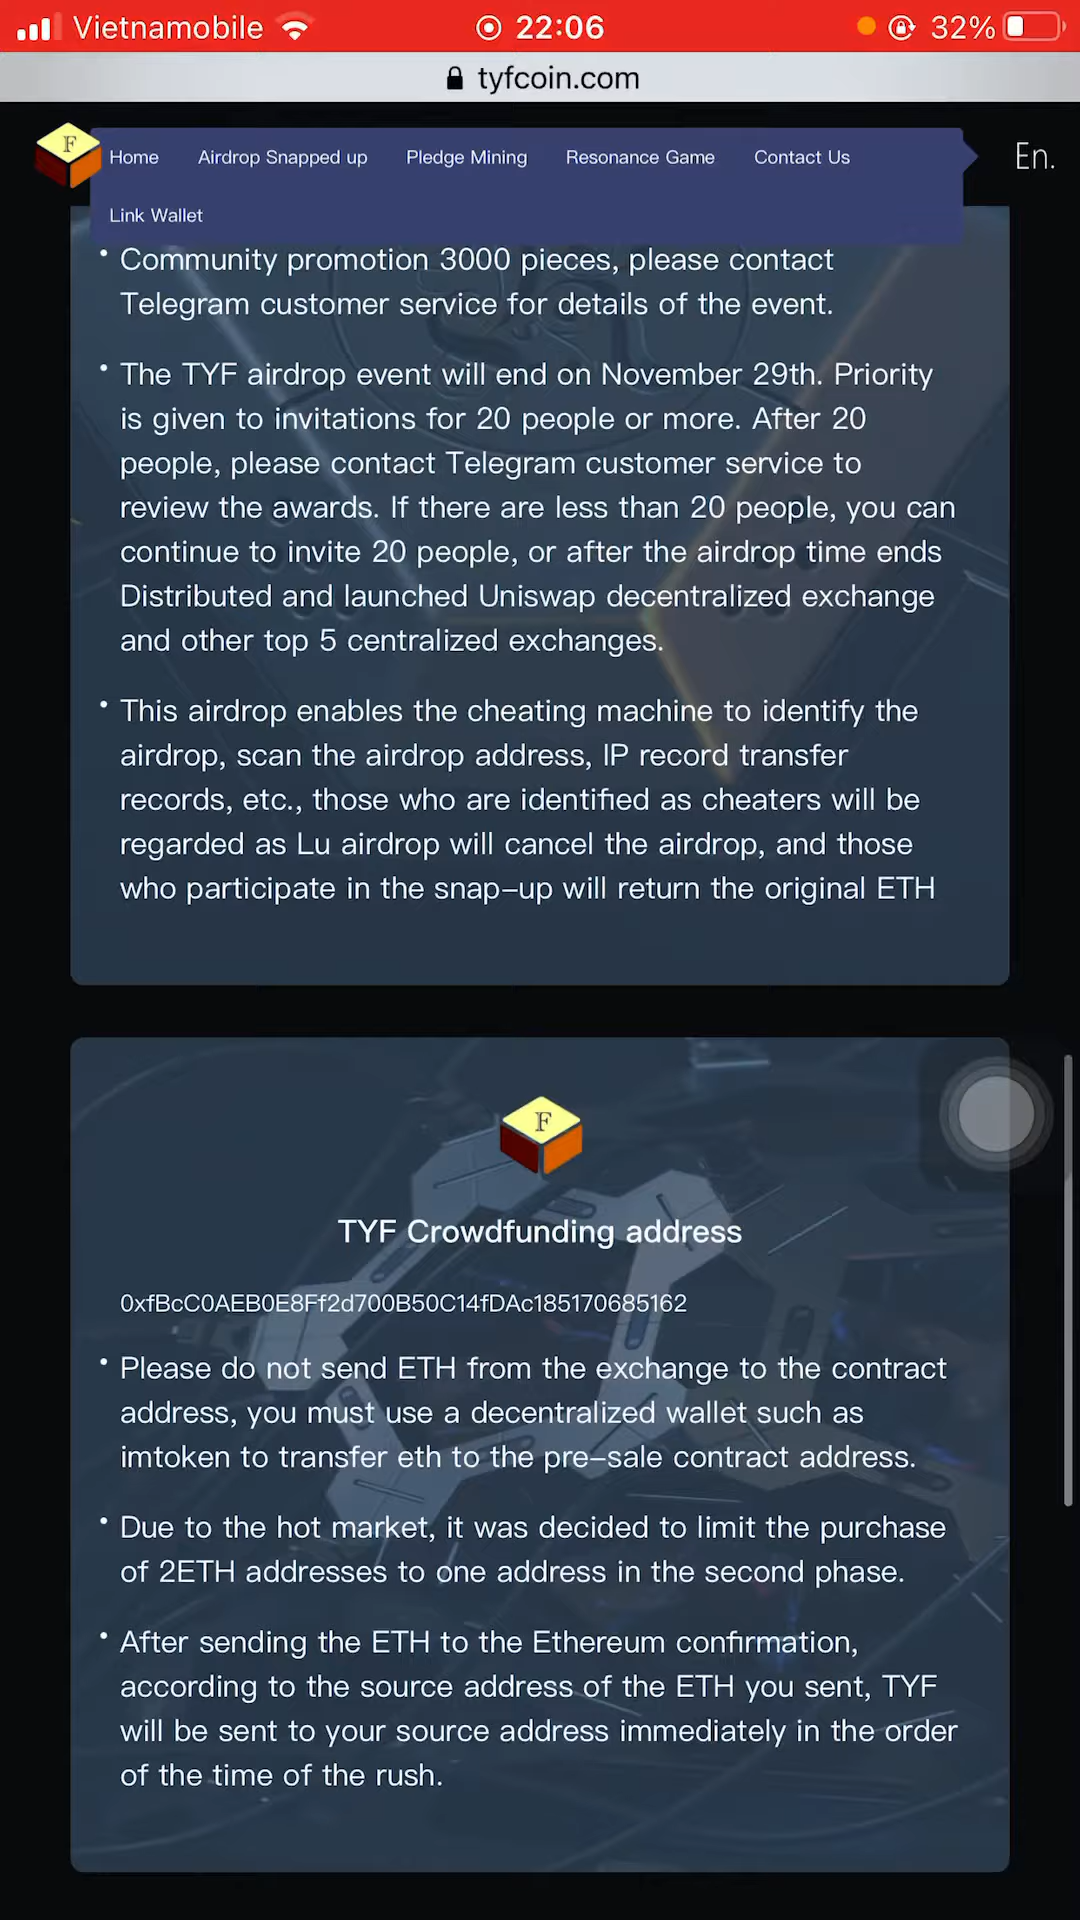 Vietnamobile
22:06
32%
tyfcoin.com
F
Home Airdrop Snapped up Pledge Mining Resonance Game Contact Us
Link Wallet
En.
• Community promotion 3000 pieces, please contact
Telegram customer service for details of the event.
• The TYF airdrop event will end on November 29th. Priority
is given to invitations for 20 people or more. After 20
people, please contact Telegram customer service to
review the awards. If there are less than 20 people, you can
continue to invite 20 people, or after the airdrop time ends
Distributed and launched Uniswap decentralized exchange
and other top 5 centralized exchanges.
• This airdrop enables the cheating machine to identify the
airdrop, scan the airdrop address, IP record transfer
records, etc., those who are identified as cheaters will be
regarded as Lu airdrop will cancel the airdrop, and those
who participate in the snap-up will return the original ETH
F
TYF Crowdfunding address
0xfBcC0AEB0E8Ff2d700B50C14fDAc185170685162
• Please do not send ETH from the exchange to the contract
address, you must use a decentralized wallet such as
imtoken to transfer eth to the pre-sale contract address.
• Due to the hot market, it was decided to limit the purchase
of 2ETH addresses to one address in the second phase.
• After sending the ETH to the Ethereum confirmation,
according to the source address of the ETH you sent, TYF
will be sent to your source address immediately in the order
of the time of the rush.